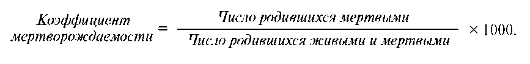 Коэффициент
мертворождаемости = Число родившихся мертвыми
Число родившихся живыми и мертвыми × 1000.